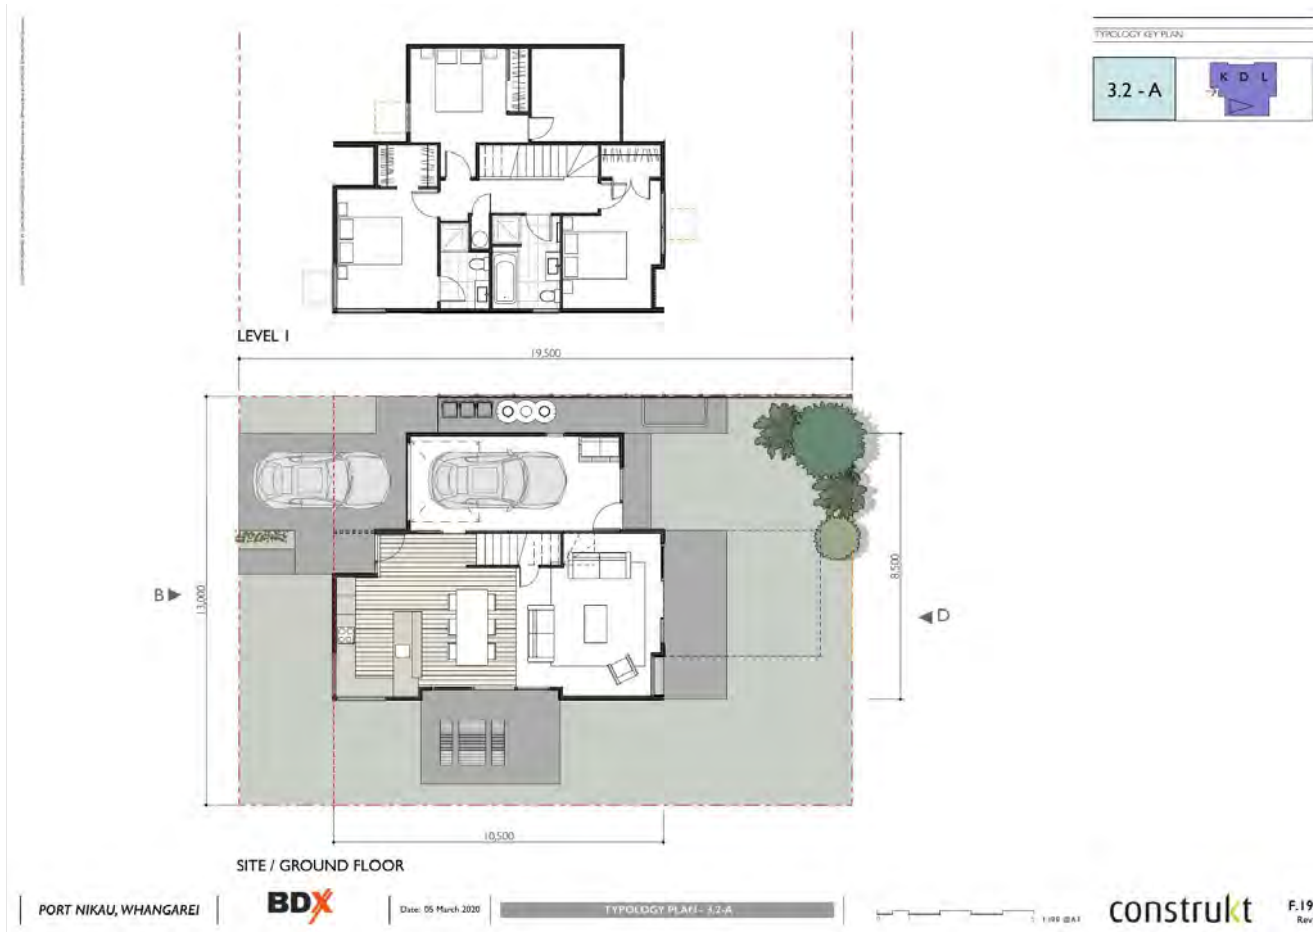 TYPOLOGY KEY PLAN
3.2 - A
K D L
LEVEL 1
19,500
13,000
8,500
B
D
10,500
SITE / GROUND FLOOR
PORT NIKAU, WHANGAREI
BDX
Date: 05 March 2020
TYPOLOGY PLAN - 3.2-A
construkt
F.19
Rev